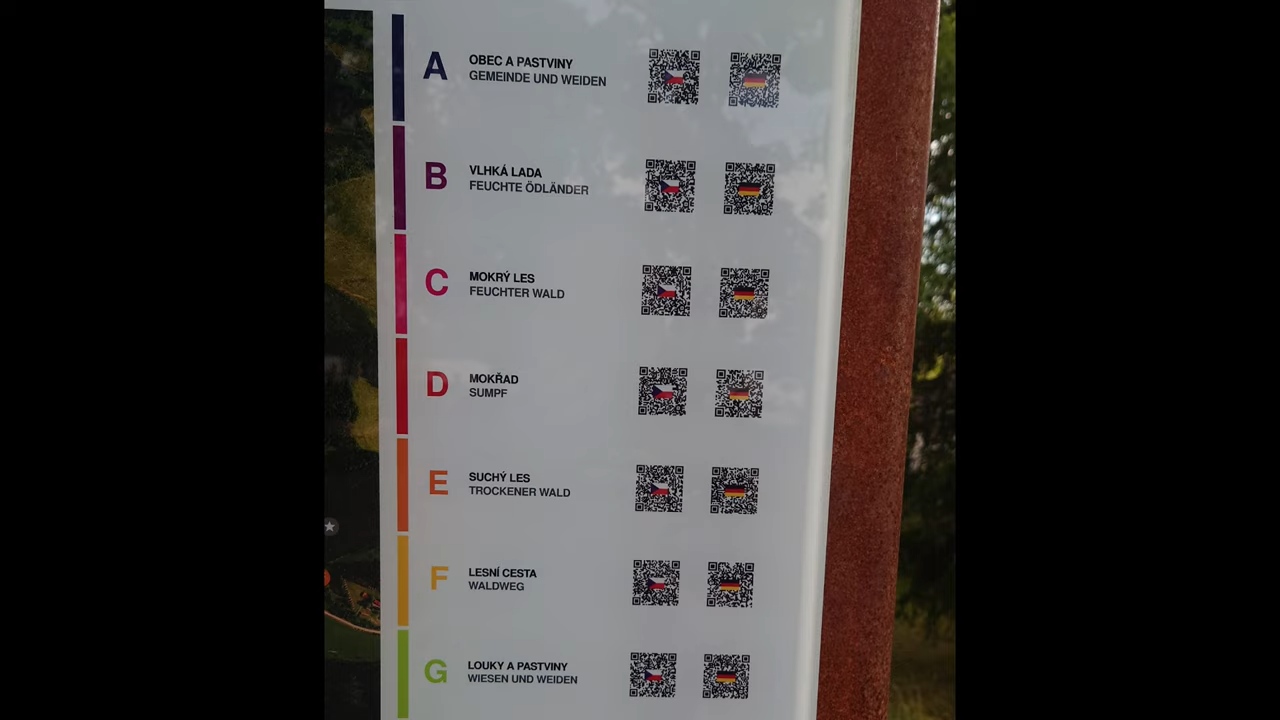 A
OBEC A PASTVINY
GEMEINDE UND WEIDEN
B
VLHKÁ LADA
FEUCHTE ÖDLÄNDER
C
MOKRÝ LES
FEUCHTER WALD
D
MOKŘAD
SUMPF
E
SUCHÝ LES
TROCKENER WALD
F
LESNÍ CESTA
WALDWEG
G
LOUKY A PASTVINY
WIESEN UND WEIDEN